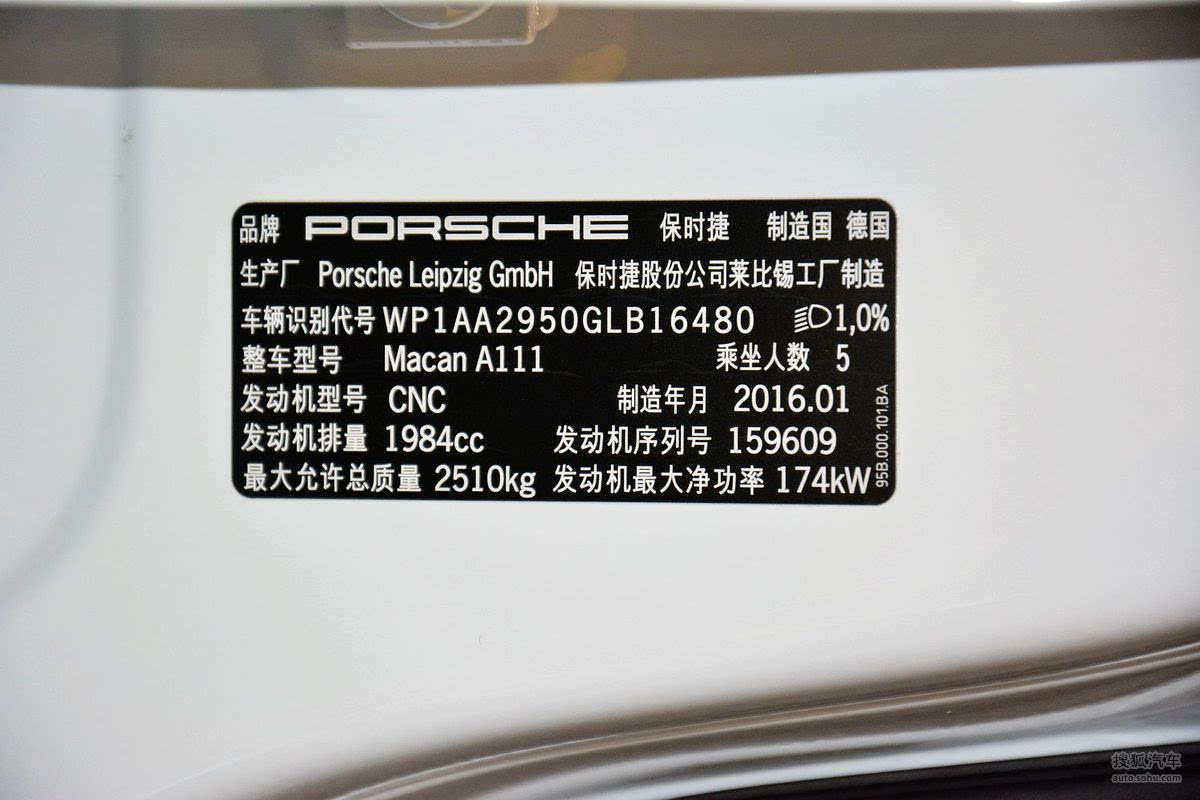 品牌 PORSCHE 保时捷 制造国 德国
生产厂 Porsche Leipzig GmbH 保时捷股份公司莱比锡工厂制造
车辆识别代号 WP1AA2950GLB16480 1,0%
整车型号 Macan A111 乘坐人数 5
发动机型号 CNC 制造年月 2016.01
发动机排量 1984cc 发动机序列号 159609
最大允许总质量 2510kg 发动机最大净功率 174kW
95B.000.101.BA
搜狐汽车
auto.sohu.com